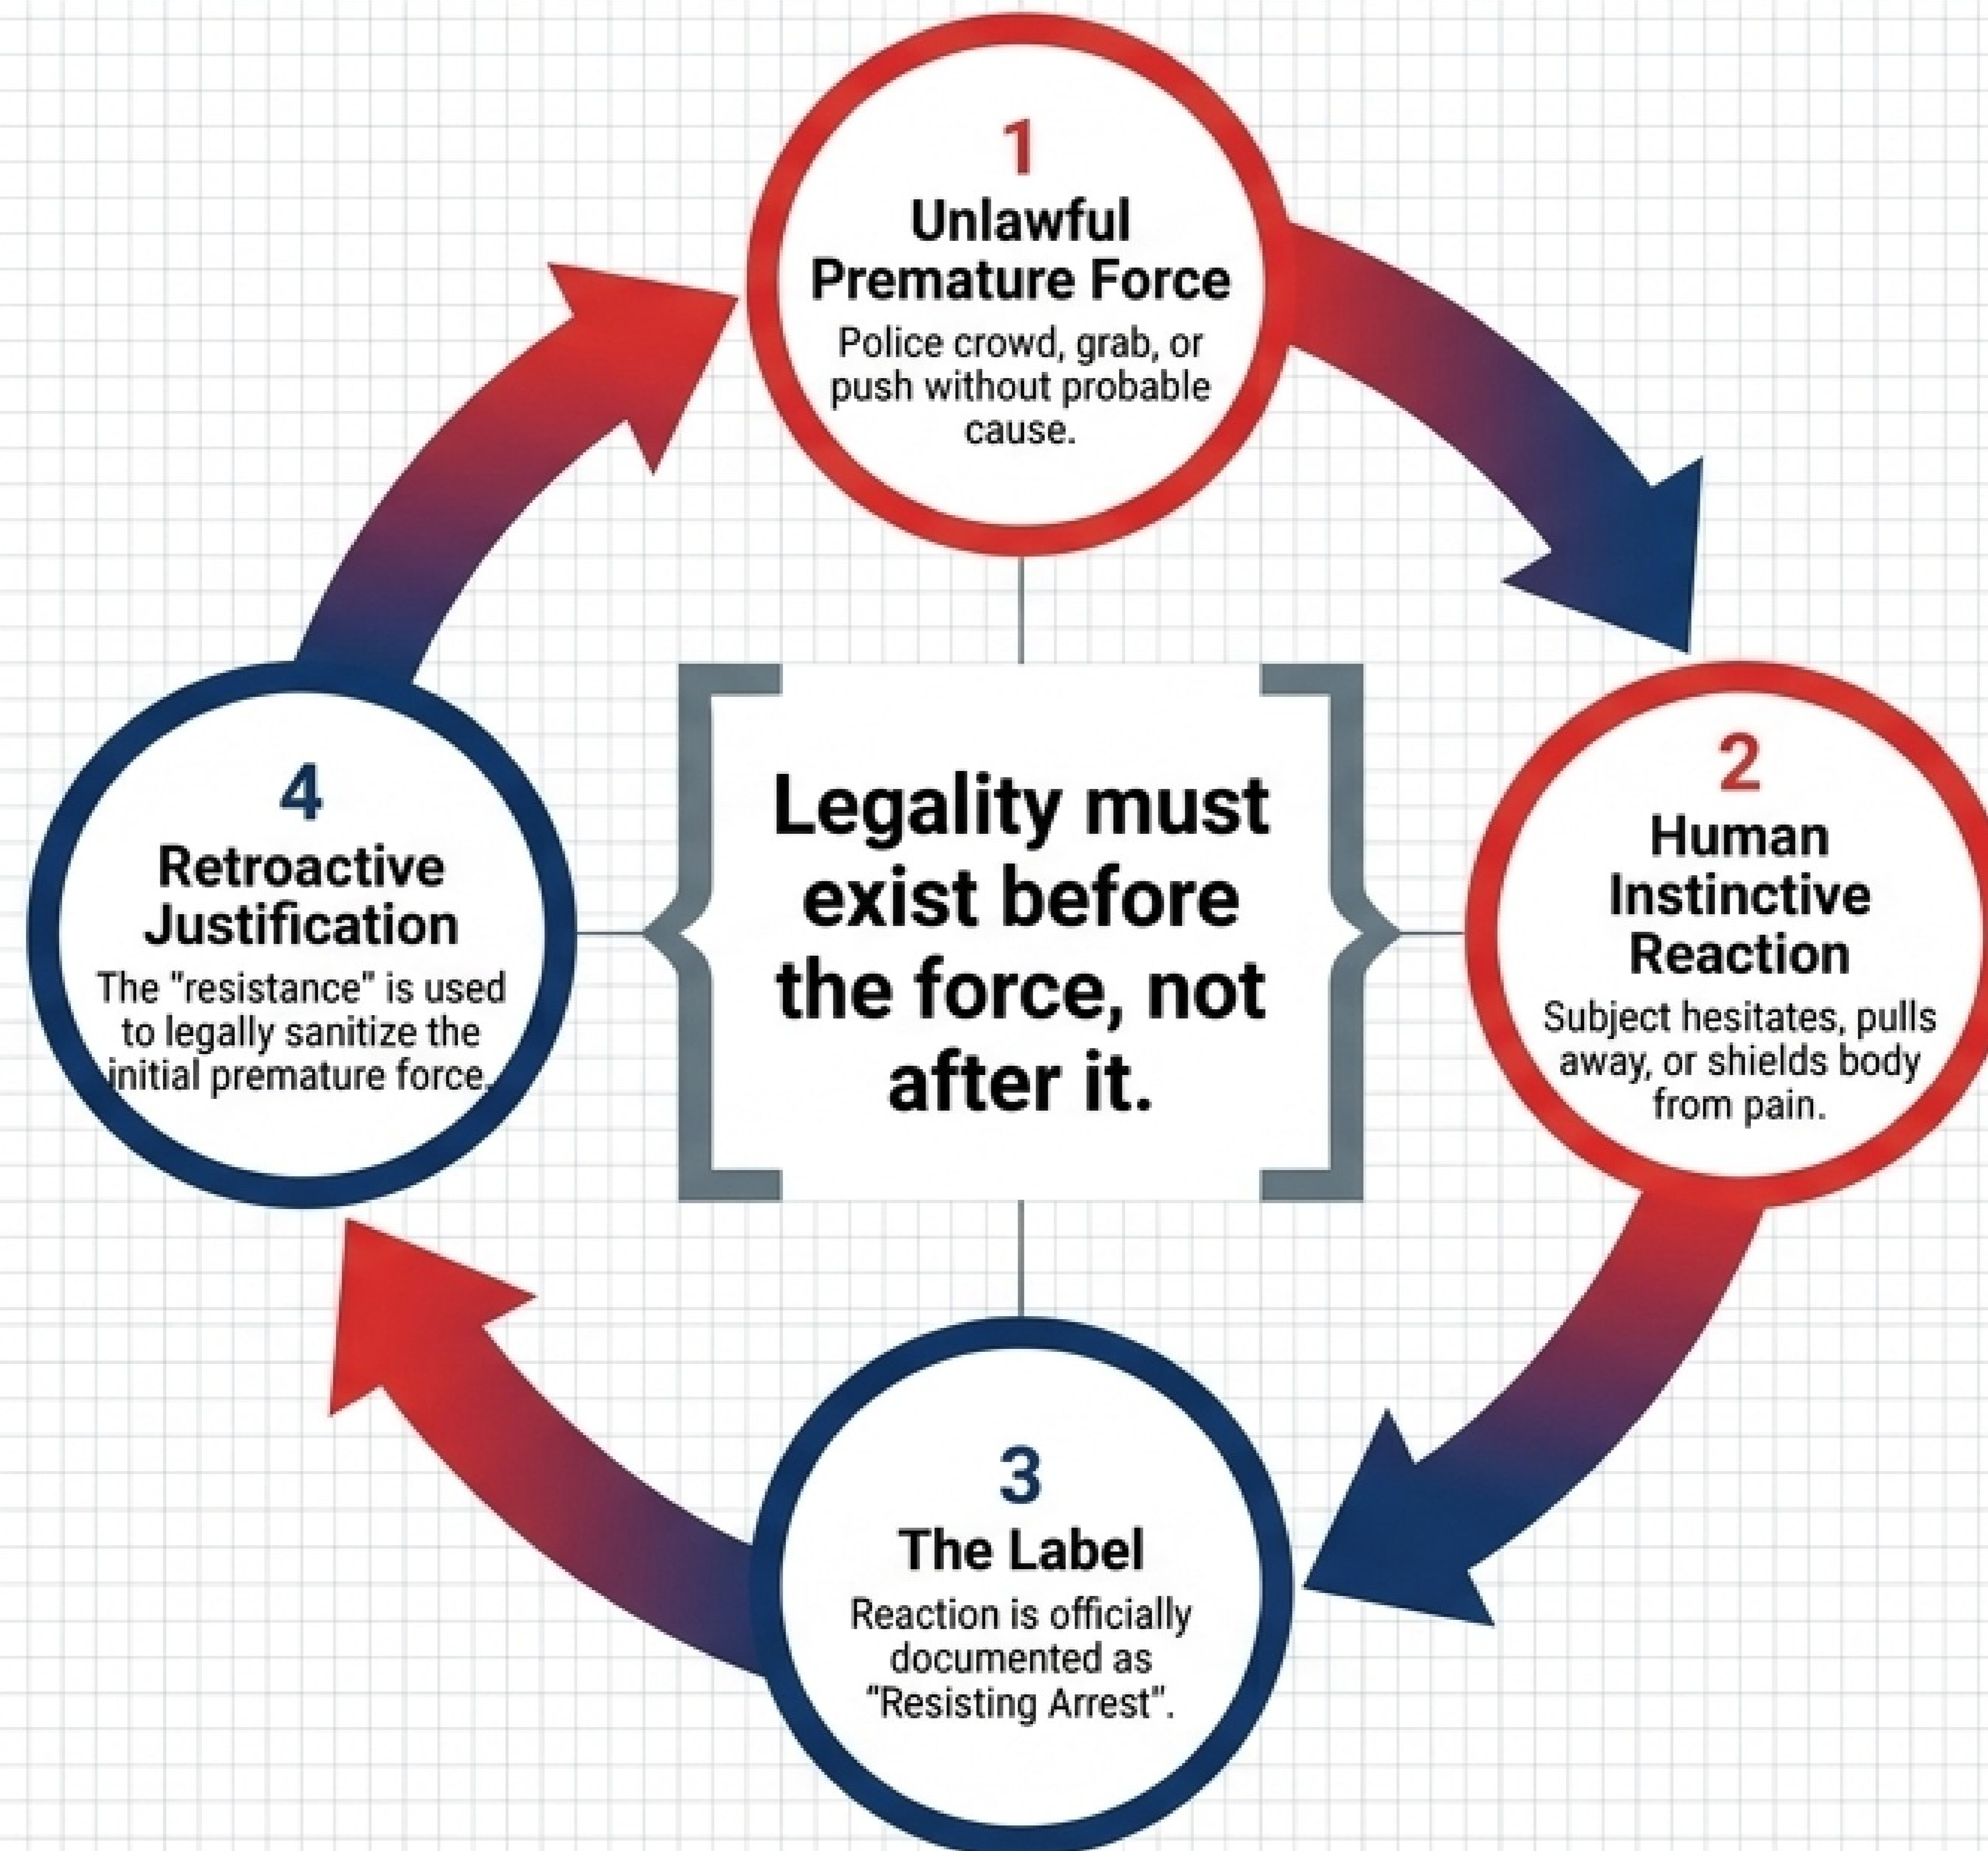 1
Unlawful
Premature Force
Police crowd, grab, or
push without probable
cause.
2
Human
Instinctive
Reaction
Subject hesitates, pulls
away, or shields body
from pain.
3
The Label
Reaction is officially
documented as
"Resisting Arrest".
4
Retroactive
Justification
The "resistance" is used
to legally sanitize the
initial premature force.
Legality must
exist before
the force, not
after it.